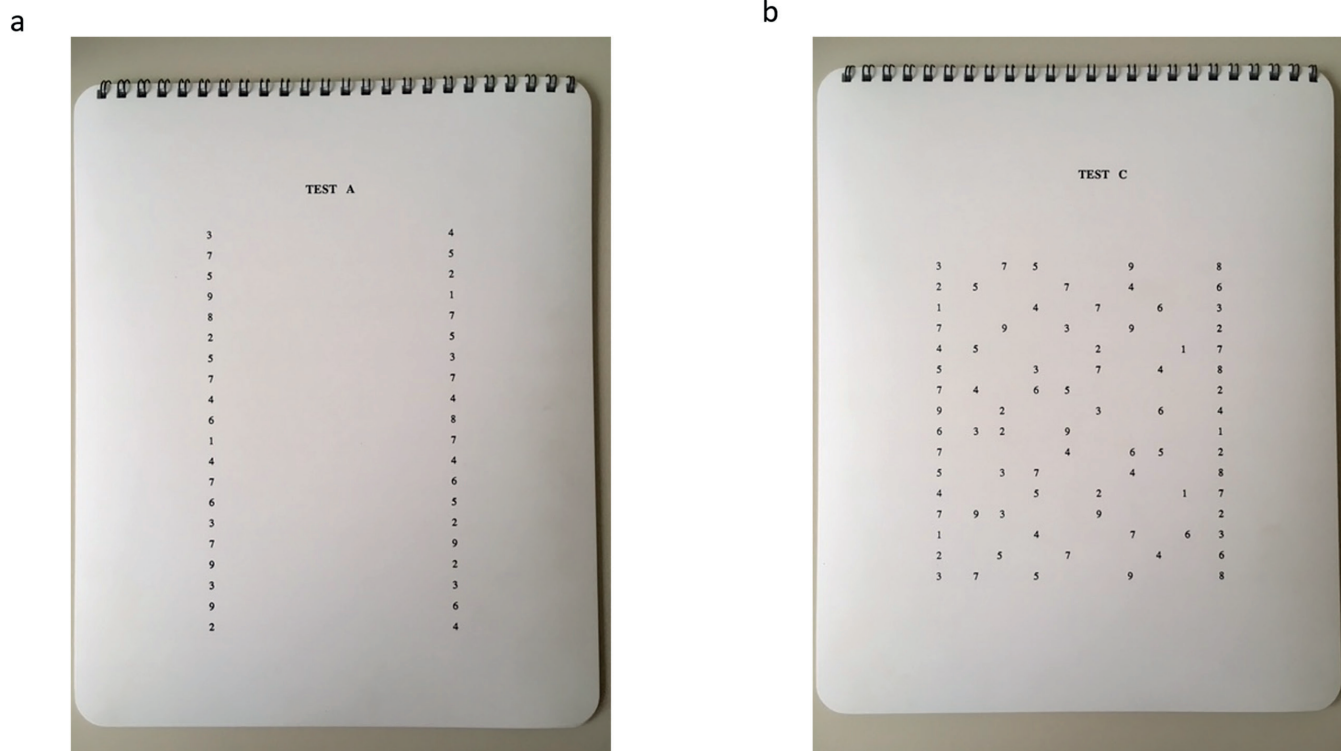 a
TEST A
3 4
7 5
5 2
9 1
8 7
2 5
5 3
7 7
4 4
6 8
1 7
4 4
7 6
6 5
3 2
7 9
9 2
3 3
9 6
2 4
b
TEST C
3 7 5 9 8
2 5 7 4 6
1 4 7 6 3
7 9 3 9 2
4 5 2 1 7
5 3 7 4 8
7 4 6 5 2
9 2 3 6 4
6 3 2 9 1
7 4 6 5 2
5 3 7 4 8
4 5 2 1 7
7 9 3 9 2
1 4 7 6 3
2 5 7 4 6
3 7 5 9 8